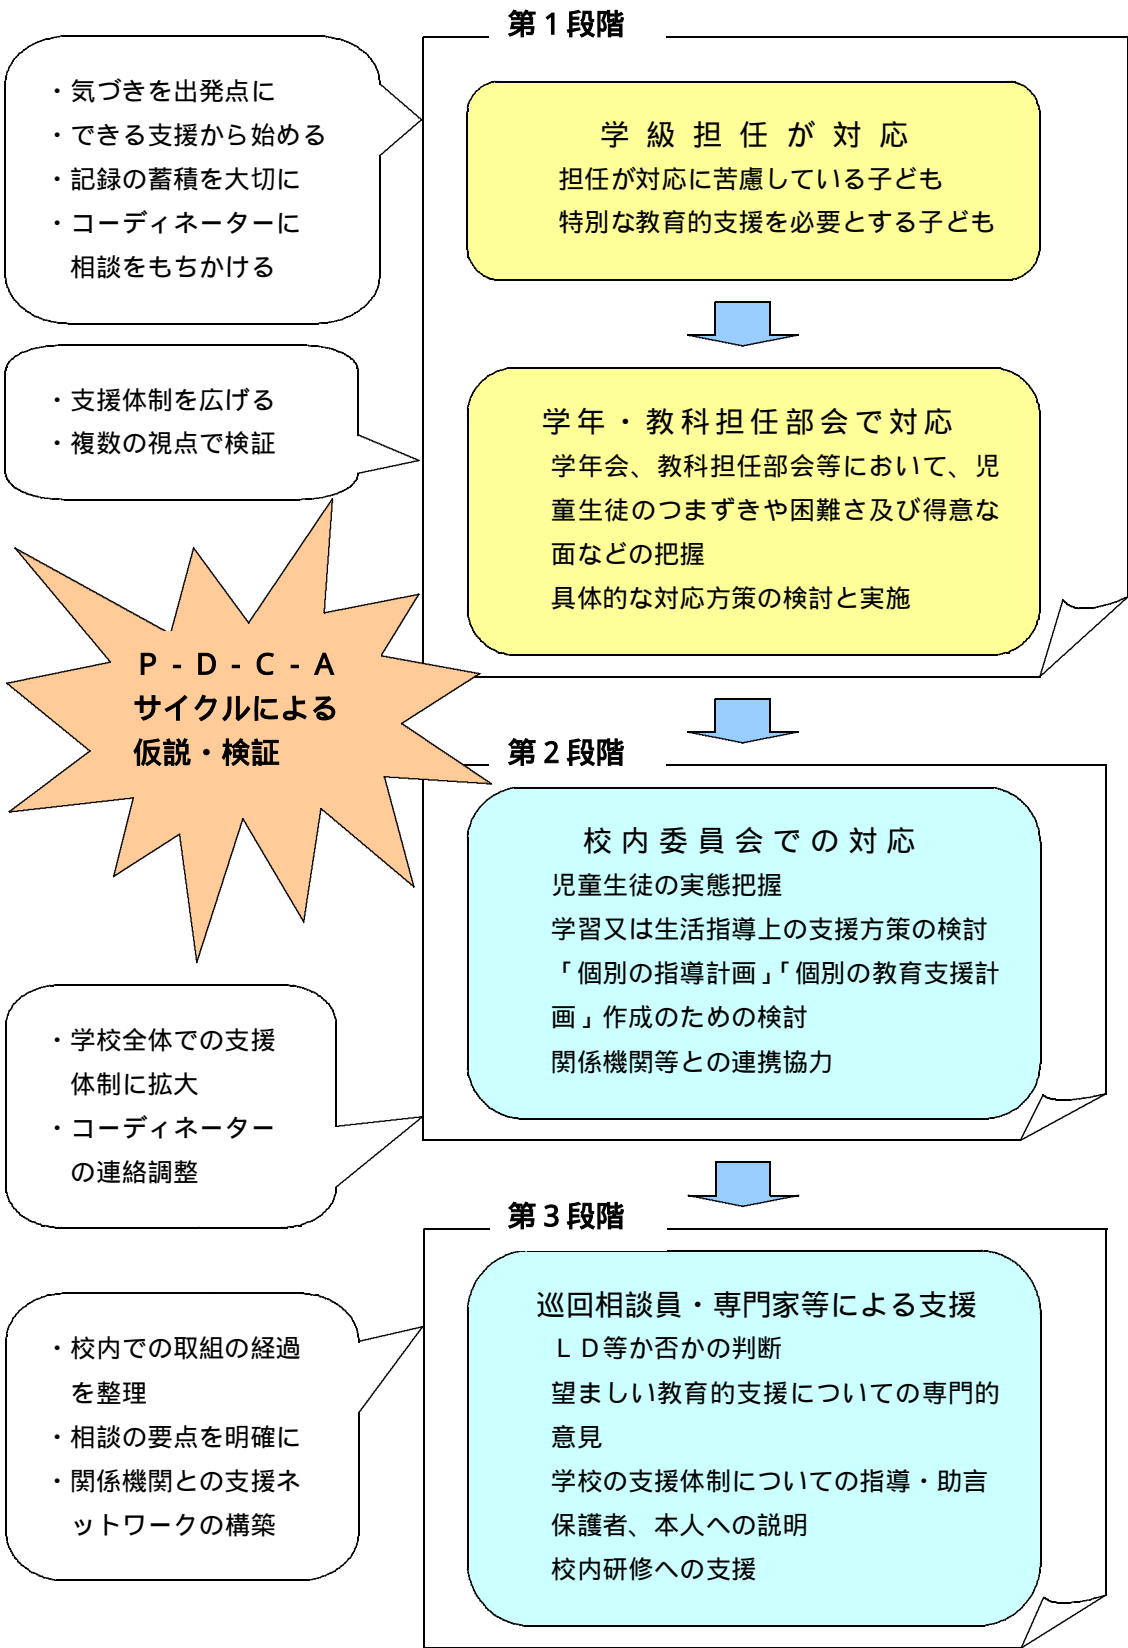 第１段階
・気づきを出発点に
・できる支援から始める
・記録の蓄積を大切に
・コーディネーターに
相談をもちかける
学級担任が対応
担任が対応に苦慮している子ども
特別な教育的支援を必要とする子ども
・支援体制を広げる
・複数の視点で検証
学年・教科担任部会で対応
学年会、教科担任部会等において、児
童生徒のつまずきや困難さ及び得意な
面などの把握
具体的な対応方策の検討と実施
Ｐ-Ｄ-Ｃ-Ａ
サイクルによる
仮説・検証
第２段階
校内委員会での対応
児童生徒の実態把握
学習又は生活指導上の支援方策の検討
「個別の指導計画」「個別の教育支援計
画」作成のための検討
関係機関等との連携協力
・学校全体での支援
体制に拡大
・コーディネーター
の連絡調整
第３段階
巡回相談員・専門家等による支援
ＬＤ等か否かの判断
望ましい教育的支援についての専門的
意見
学校の支援体制についての指導・助言
保護者、本人への説明
校内研修への支援
・校内での取組の経過
を整理
・相談の要点を明確に
・関係機関との支援ネ
ットワークの構築